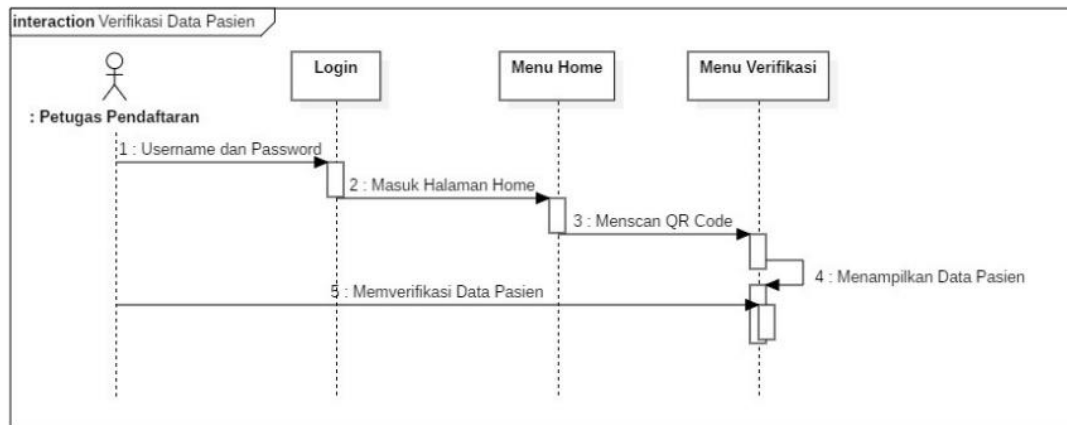 interaction Verifikasi Data Pasien
Login
Menu Home
Menu Verifikasi
: Petugas Pendaftaran
1 : Username dan Password
2 : Masuk Halaman Home
3 : Menscan QR Code
4 : Menampilkan Data Pasien
5 : Memverifikasi Data Pasien